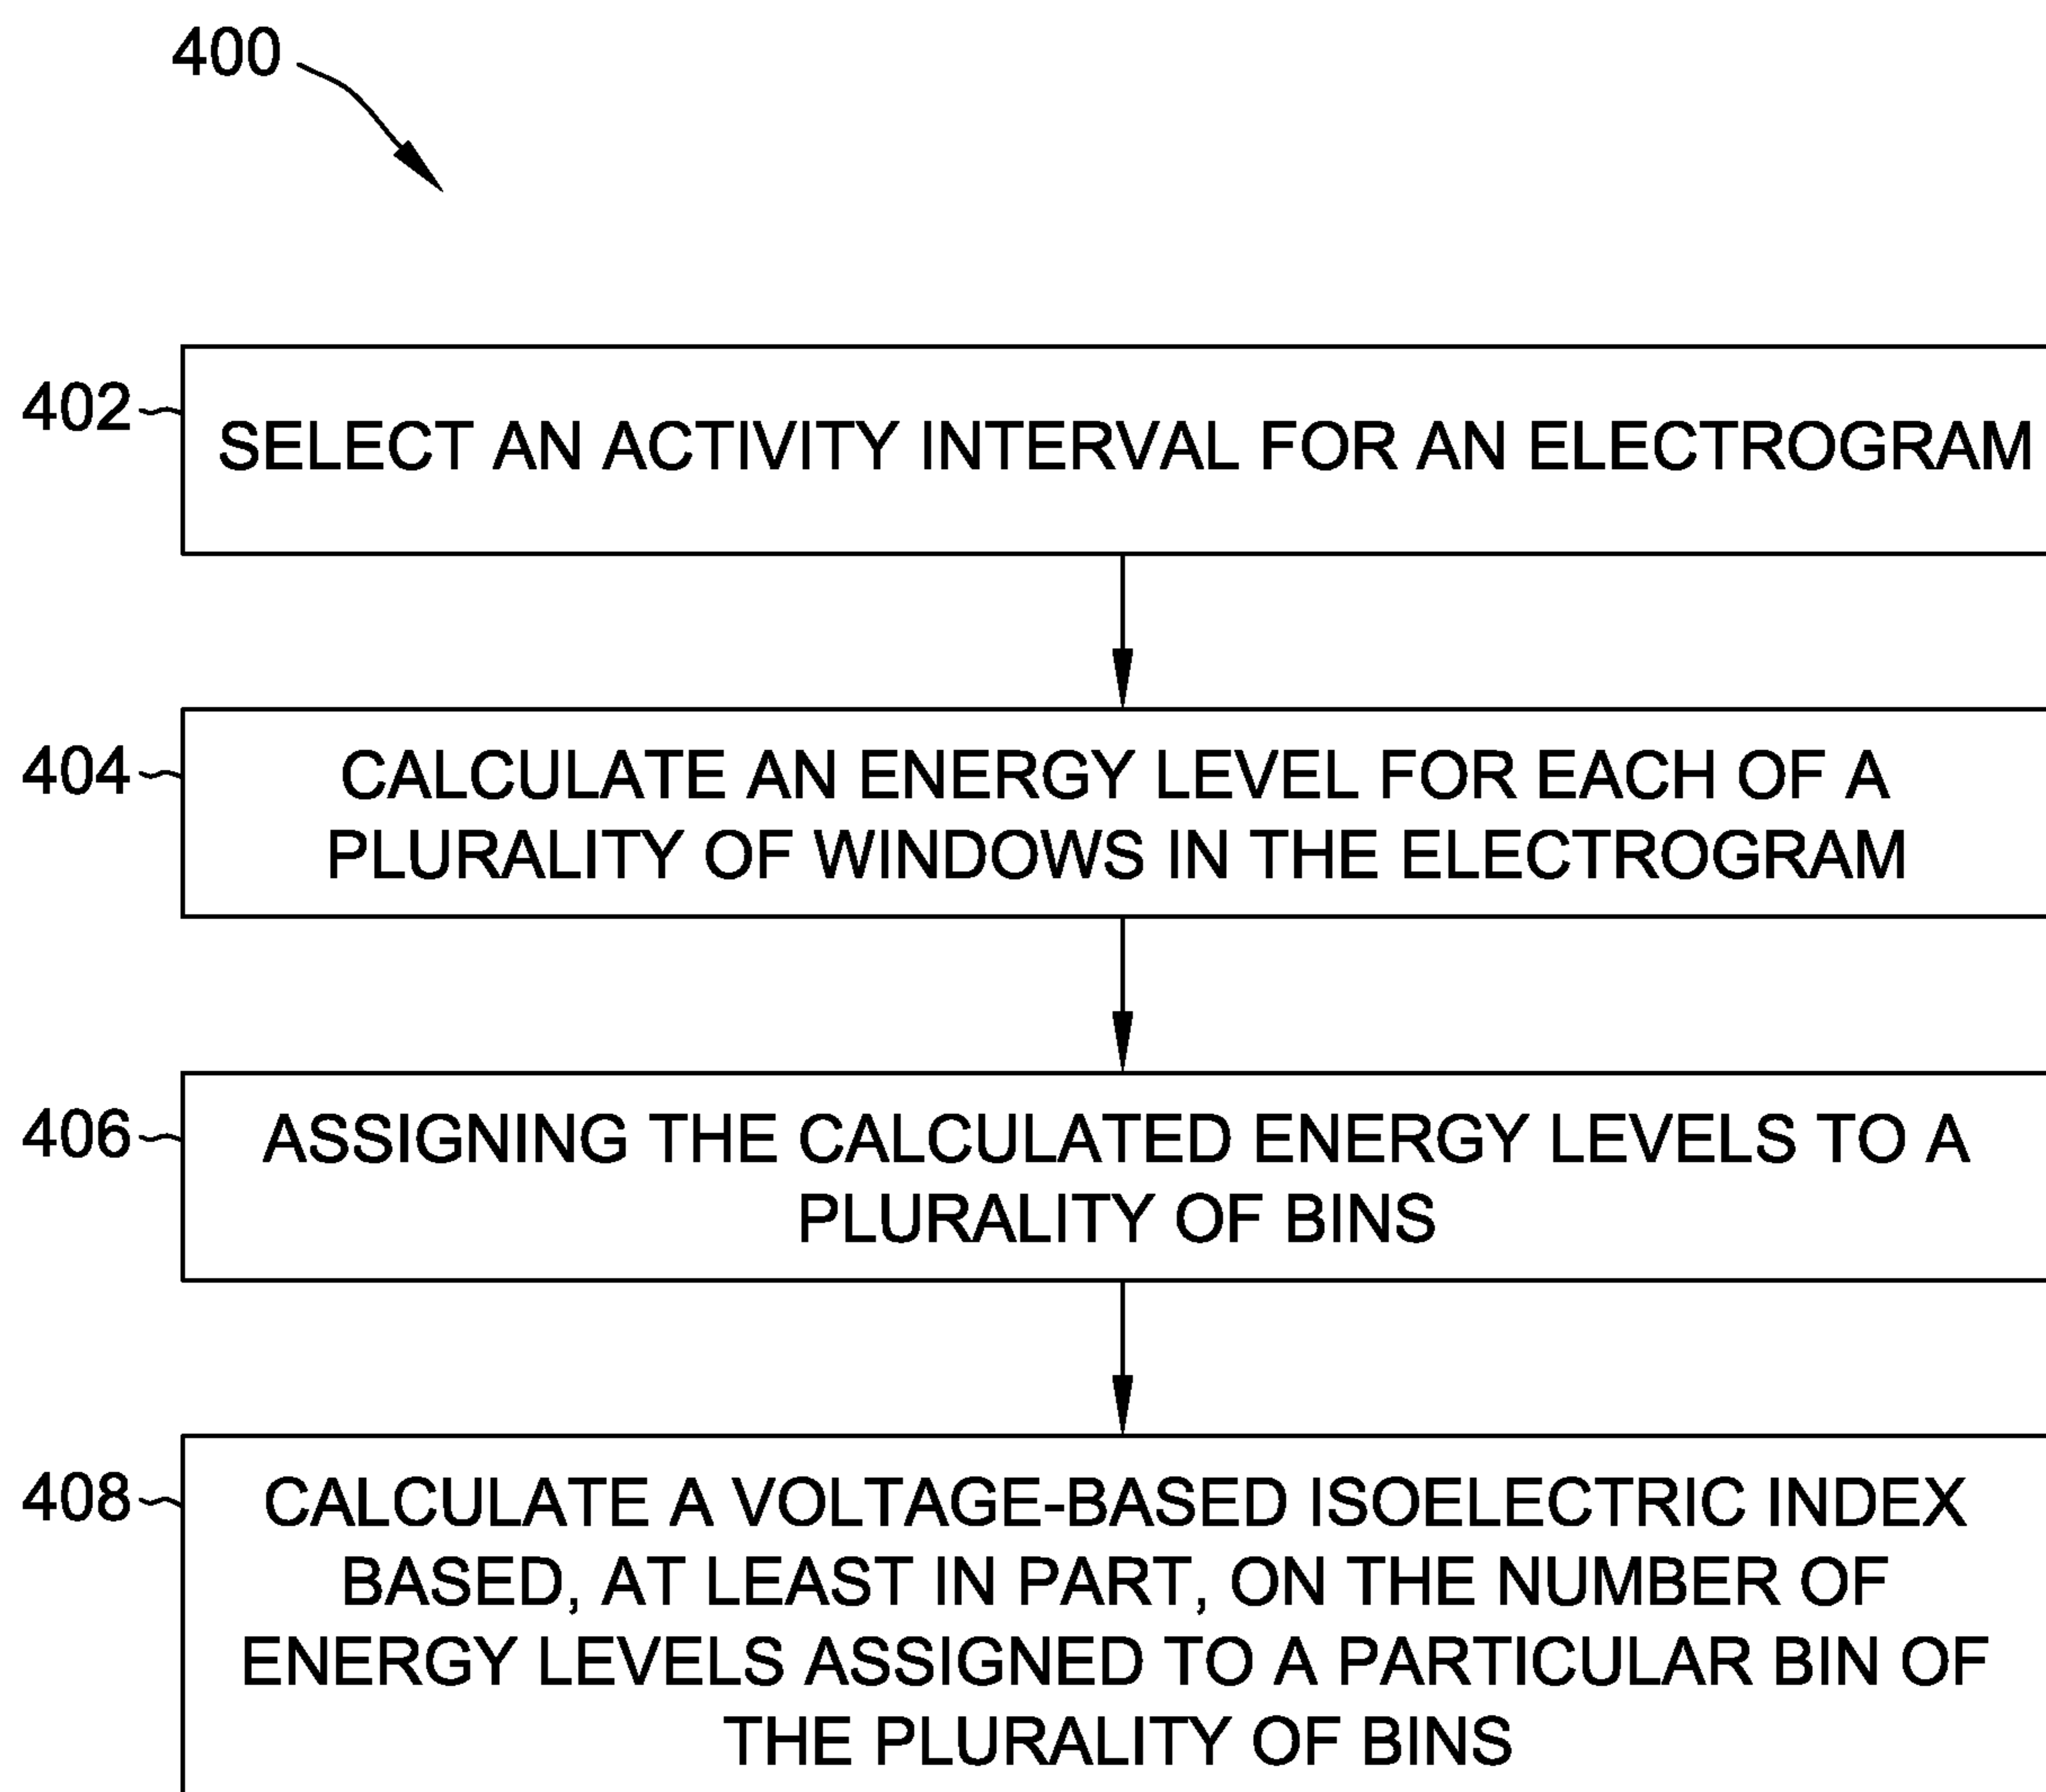 400
402
SELECT AN ACTIVITY INTERVAL FOR AN ELECTROGRAM
404
CALCULATE AN ENERGY LEVEL FOR EACH OF A
PLURALITY OF WINDOWS IN THE ELECTROGRAM
406
ASSIGNING THE CALCULATED ENERGY LEVELS TO A
PLURALITY OF BINS
408
CALCULATE A VOLTAGE-BASED ISOELECTRIC INDEX
BASED, AT LEAST IN PART, ON THE NUMBER OF
ENERGY LEVELS ASSIGNED TO A PARTICULAR BIN OF
THE PLURALITY OF BINS